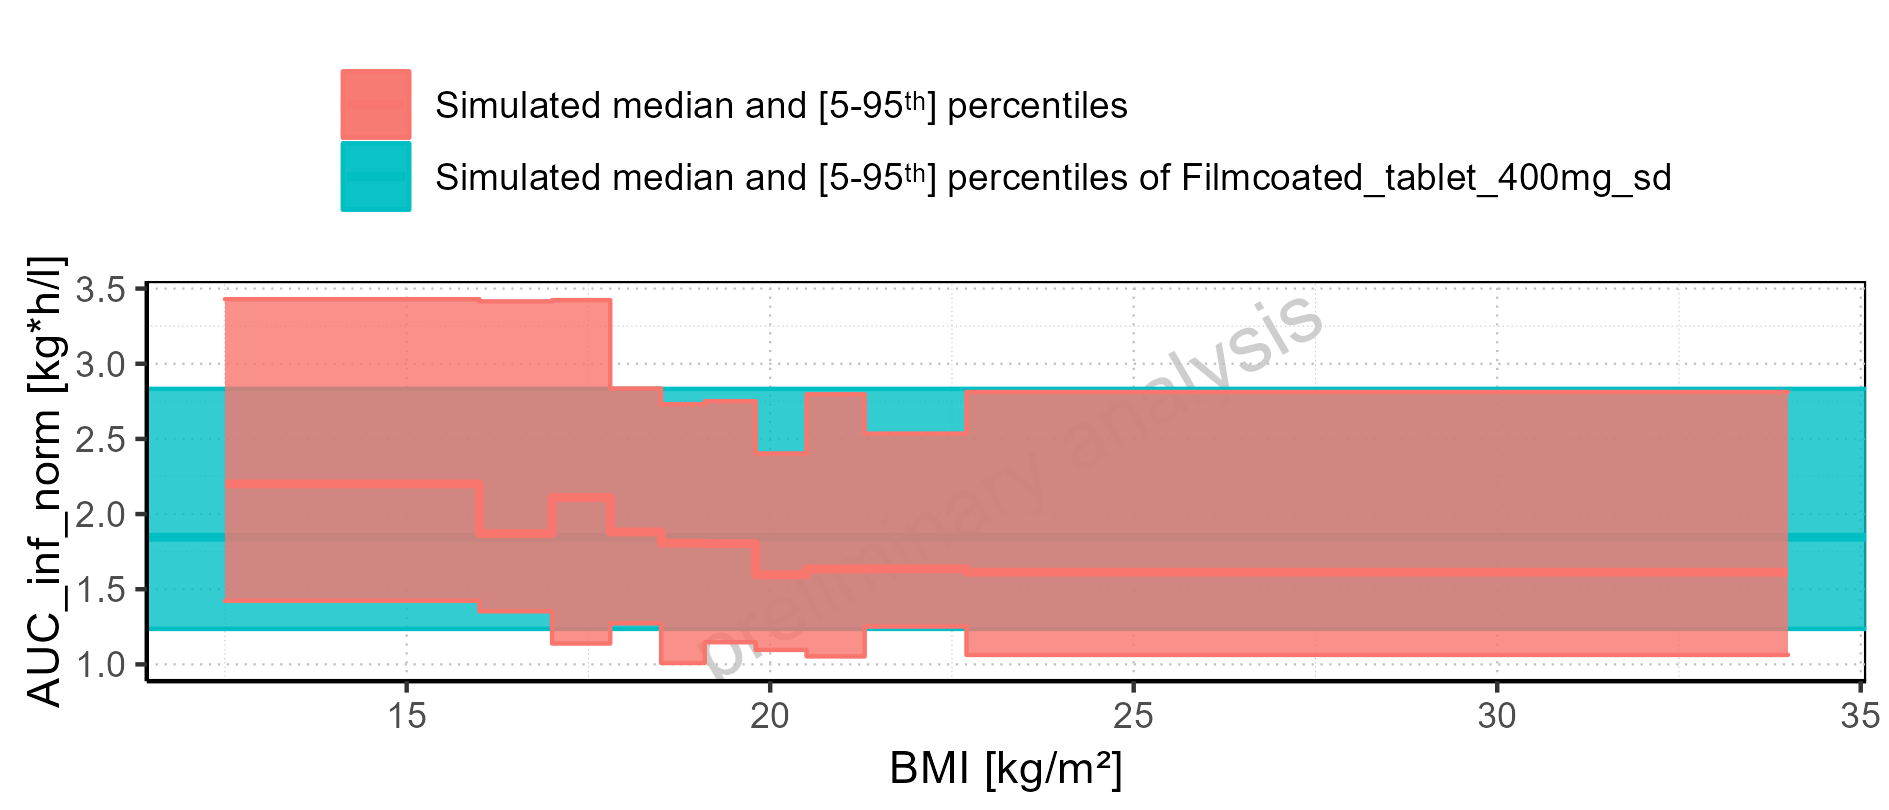 Simulated median and [5-95th] percentiles
Simulated median and [5-95th] percentiles of Filmcoated_tablet_400mg_sd
AUC_inf_norm [kg*h/l]
3.5
3.0
2.5
2.0
1.5
1.0
preliminary analysis
15 20 25 30 35
BMI [kg/m²]